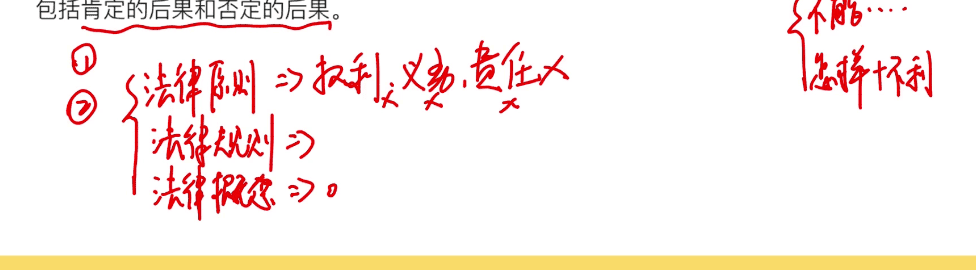 包括肯定的后果和否定的后果。
不能····
怎样+不利
①
② 法律原则 => 权利、义务、责任x
x x x
法律规则 =>
法律概念 => 0